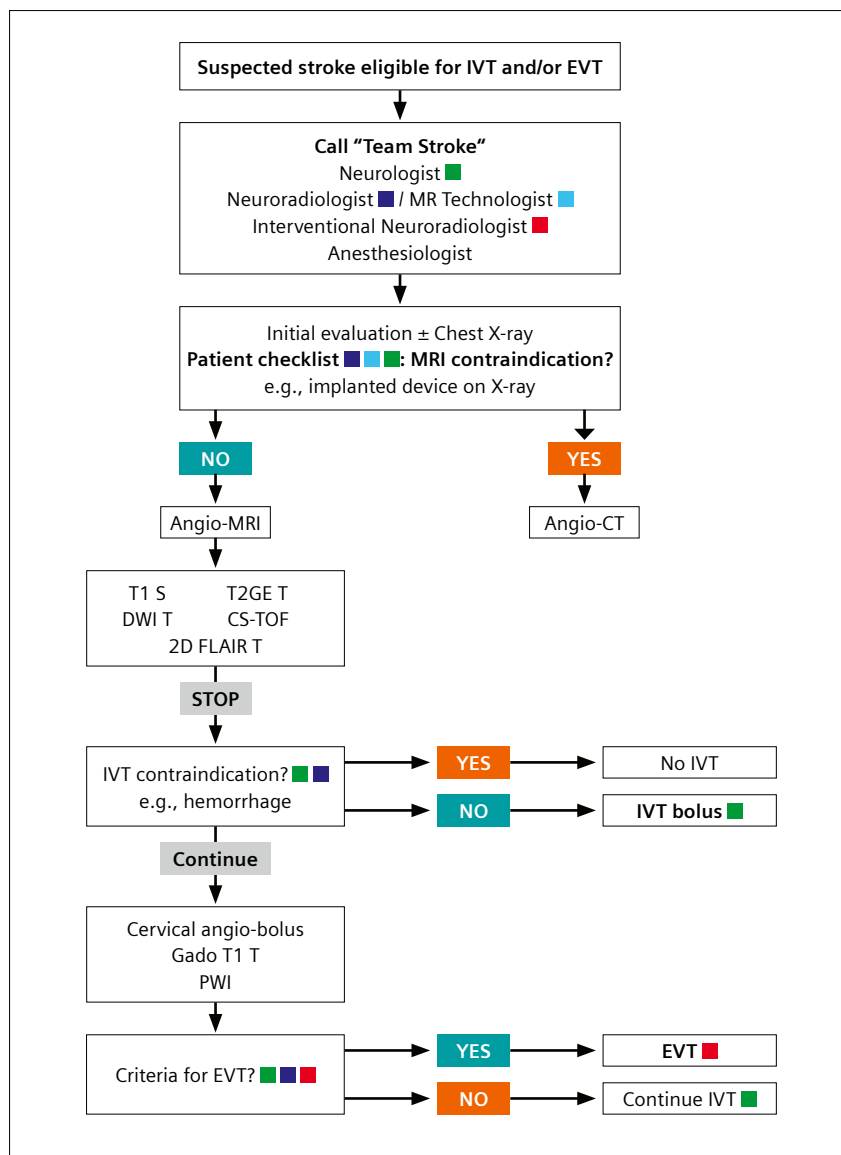 Suspected stroke eligible for IVT and/or EVT
Call “Team Stroke“
Neurologist
Neuroradiologist / MR Technologist
Interventional Neuroradiologist
Anesthesiologist
Initial evaluation ± Chest X-ray
Patient checklist : MRI contraindication?
e.g., implanted device on X-ray
NO
YES
Angio-MRI
Angio-CT
T1 S T2GE T
DWI T CS-TOF
2D FLAIR T
STOP
IVT contraindication?
e.g., hemorrhage
YES
No IVT
NO
IVT bolus
Continue
Cervical angio-bolus
Gado T1 T
PWI
Criteria for EVT?
YES
EVT
NO
Continue IVT